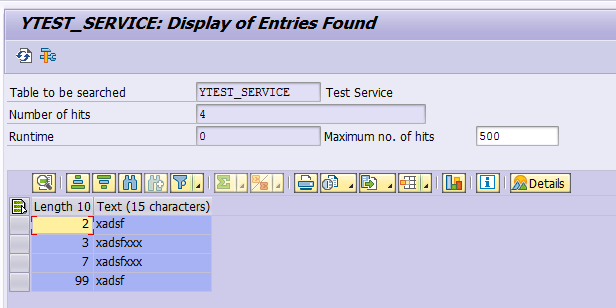 YTEST_SERVICE: Display of Entries Found
Table to be searched YTEST_SERVICE Test Service
Number of hits 4
Runtime 0 Maximum no. of hits 500
Details
Length 10 Text (15 characters)
2 xadsf
3 xadsfxxx
7 xadsfxxx
99 xadsf